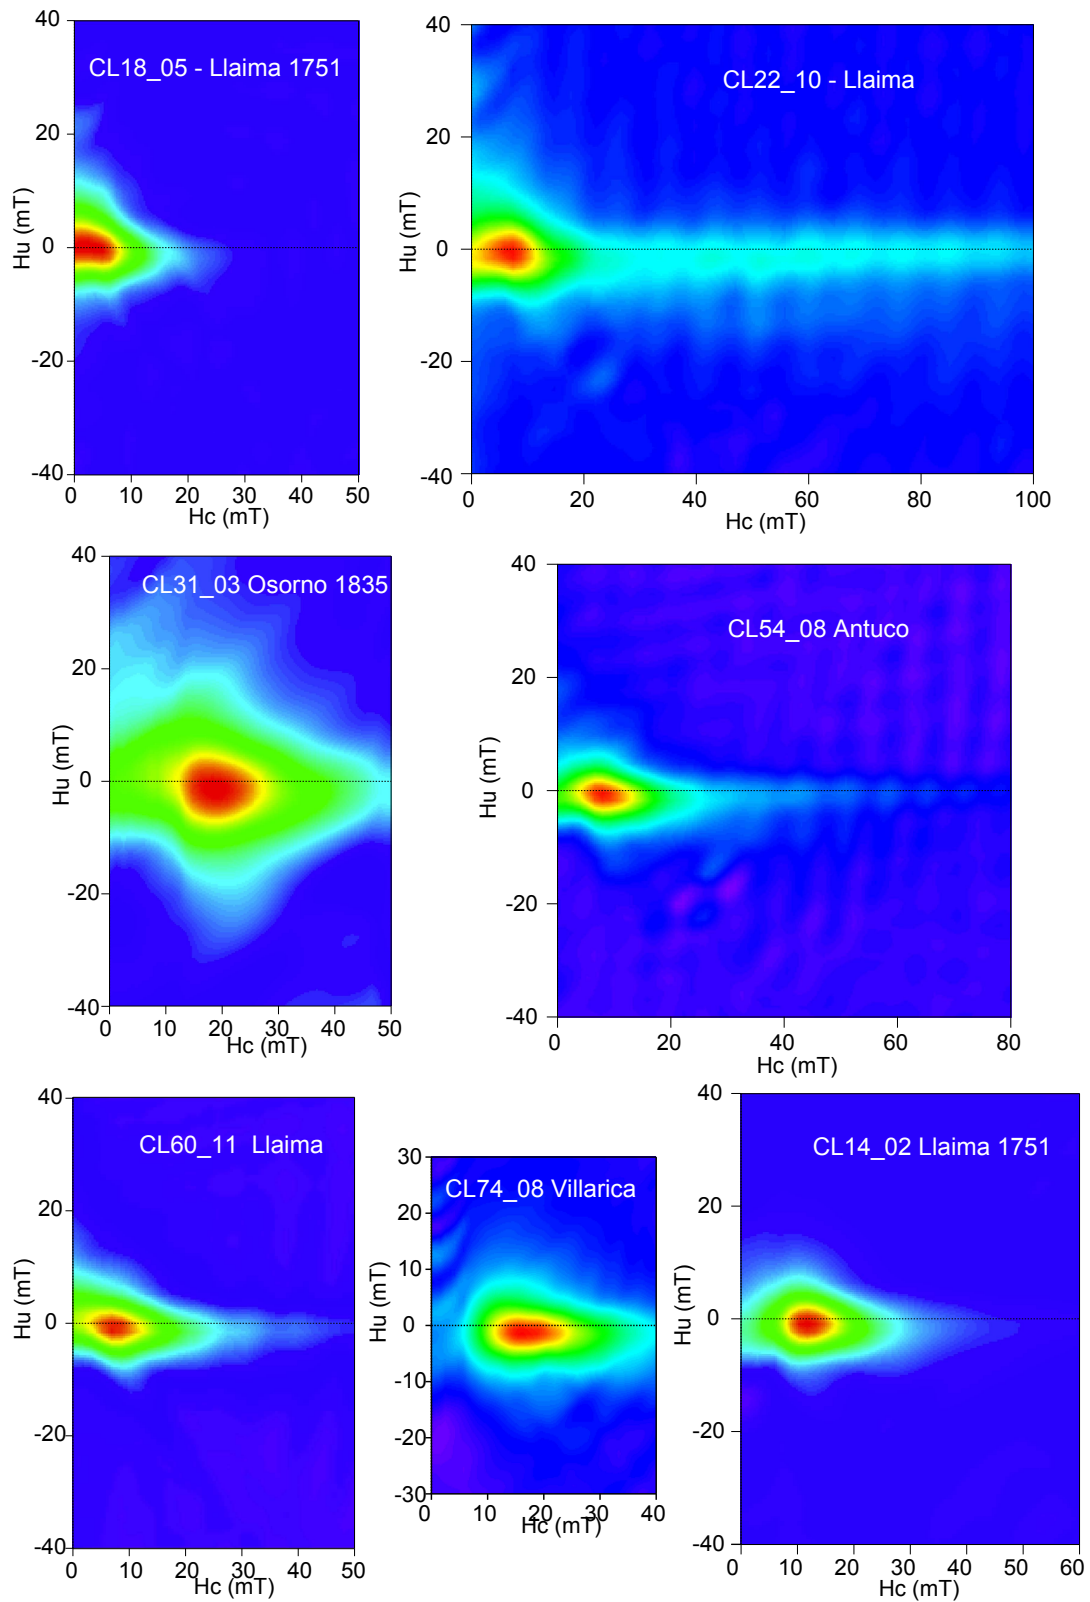 40
CL18_05 - Llaima 1751
20
Hu (mT)
0
-20
-40
0 10 20 30 40 50
Hc (mT)
40
CL22_10 - Llaima
20
Hu (mT)
0
-20
-40
0 20 40 60 80 100
Hc (mT)
40
CL31_03 Osorno 1835
20
Hu (mT)
0
-20
-40
0 10 20 30 40 50
Hc (mT)
40
CL54_08 Antuco
20
Hu (mT)
0
-20
-40
0 20 40 60 80
Hc (mT)
40
CL60_11 Llaima
20
Hu (mT)
0
-20
-40
0 10 20 30 40 50
Hc (mT)
30
CL74_08 Villarica
20
10
Hu (mT)
0
-10
-20
-30
0 10 20 30 40
Hc (mT)
40
CL14_02 Llaima 1751
20
Hu (mT)
0
-20
-40
0 10 20 30 40 50 60
Hc (mT)